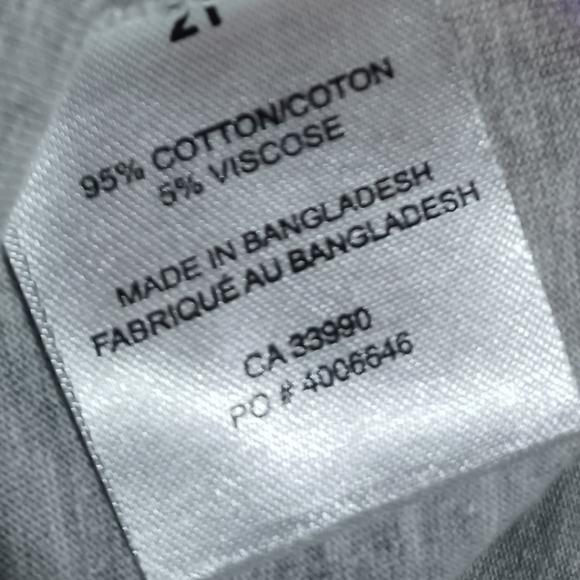 95% COTTON/COTON
5% VISCOSE
MADE IN BANGLADESH
FABRIQUÉ AU BANGLADESH
CA 33990
PO # 4006646